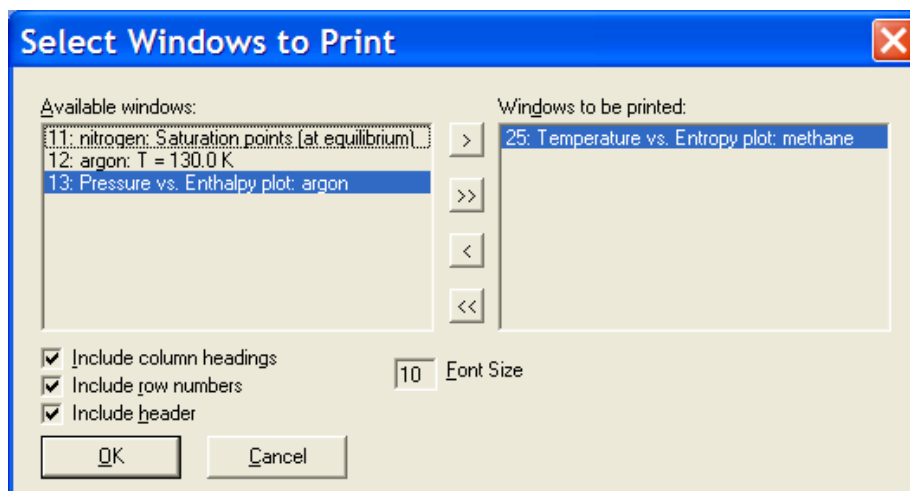 Select Windows to Print
Available windows:
11: nitrogen: Saturation points (at equilibrium)
12: argon: T = 130.0 K
13: Pressure vs. Enthalpy plot: argon
>
>>
<
<<
Windows to be printed:
25: Temperature vs. Entropy plot: methane
Include column headings
Include row numbers
Include header
10 Font Size
OK Cancel